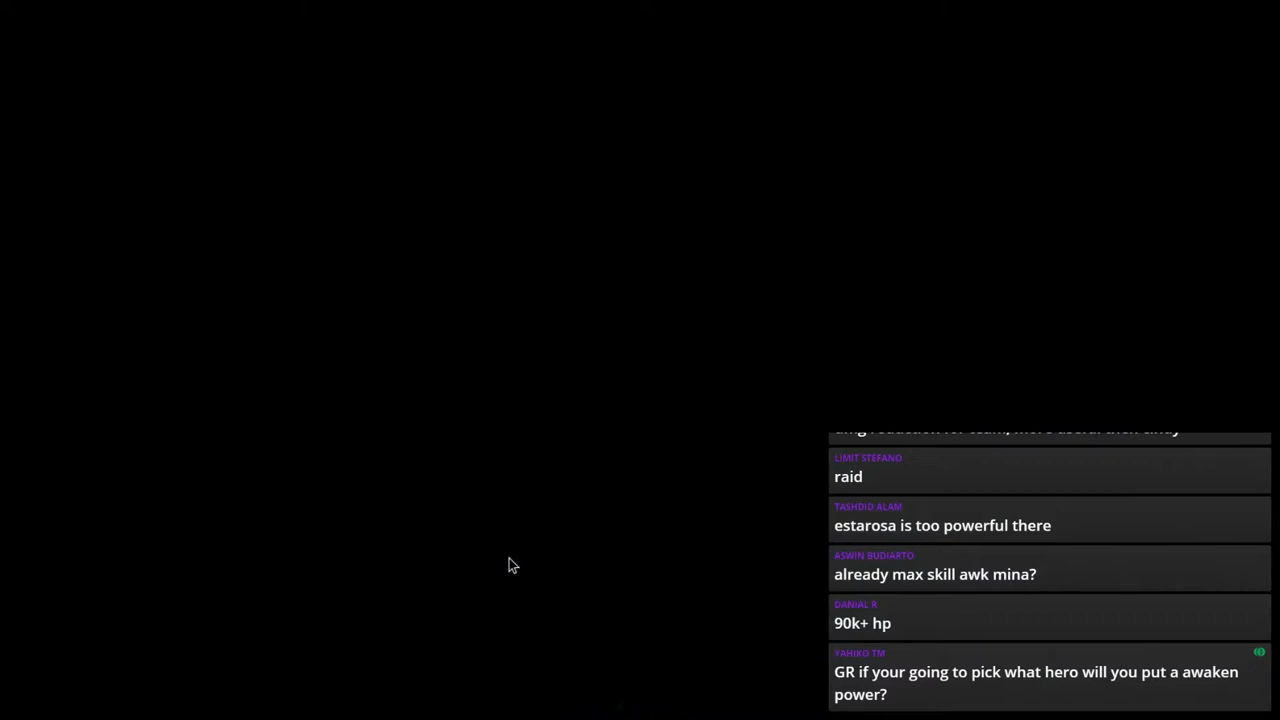 LIMIT STEFANO
raid
TASHDID ALAM
estarosa is too powerful there
ASWIN BUDIARTO
already max skill awk mina?
DANIAL R
90k+ hp
YAHIKO TM
GR if your going to pick what hero will you put a awaken
power?